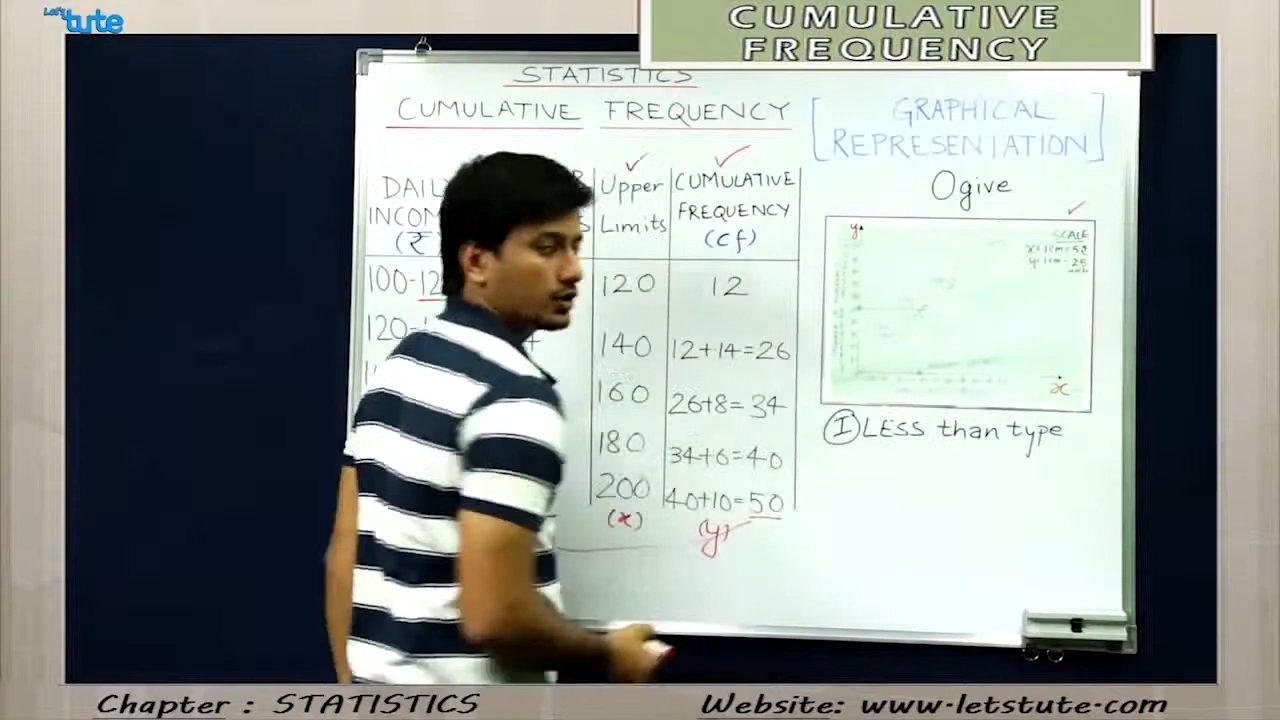 Let's tute
CUMULATIVE
FREQUENCY
STATISTICS
CUMULATIVE FREQUENCY
[GRAPHICAL
REPRESENTATION]
Ogive
Upper
Limits
CUMULATIVE
FREQUENCY
(cf)
(₹)
100-12
120
12
120-
140
12+14=26
160
26+8=34
180
34+6=40
200
40+10=50
(x)
(y)
y
SCALE
x
I LESS than type
Chapter : STATISTICS
Website: www-letstute-com